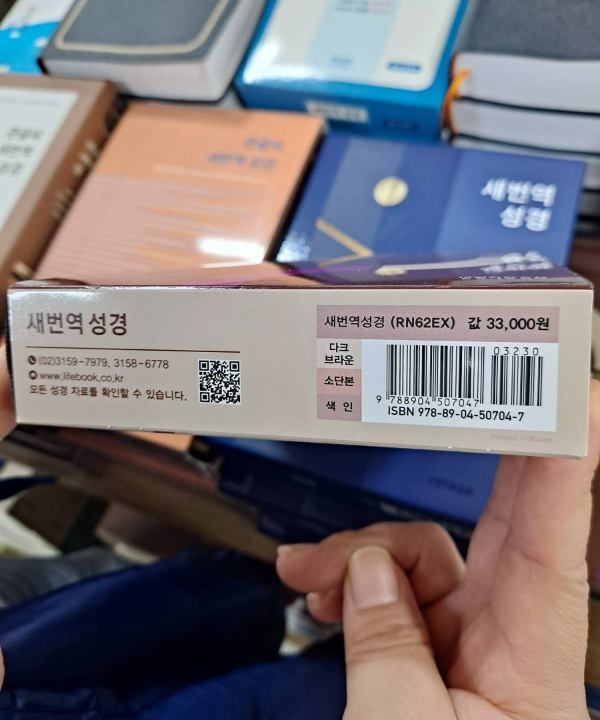 새번역
성경
새번역성경
(02)3159-7979, 3158-6778
www.lifebook.co.kr
모든 성경 자료를 확인할 수 있습니다.
새번역성경 (RN62EX) 값 33,000원
다크
브라운
소단본
색 인
03230
9 788904 507047
ISBN 978-89-04-50704-7
Printed in Korea